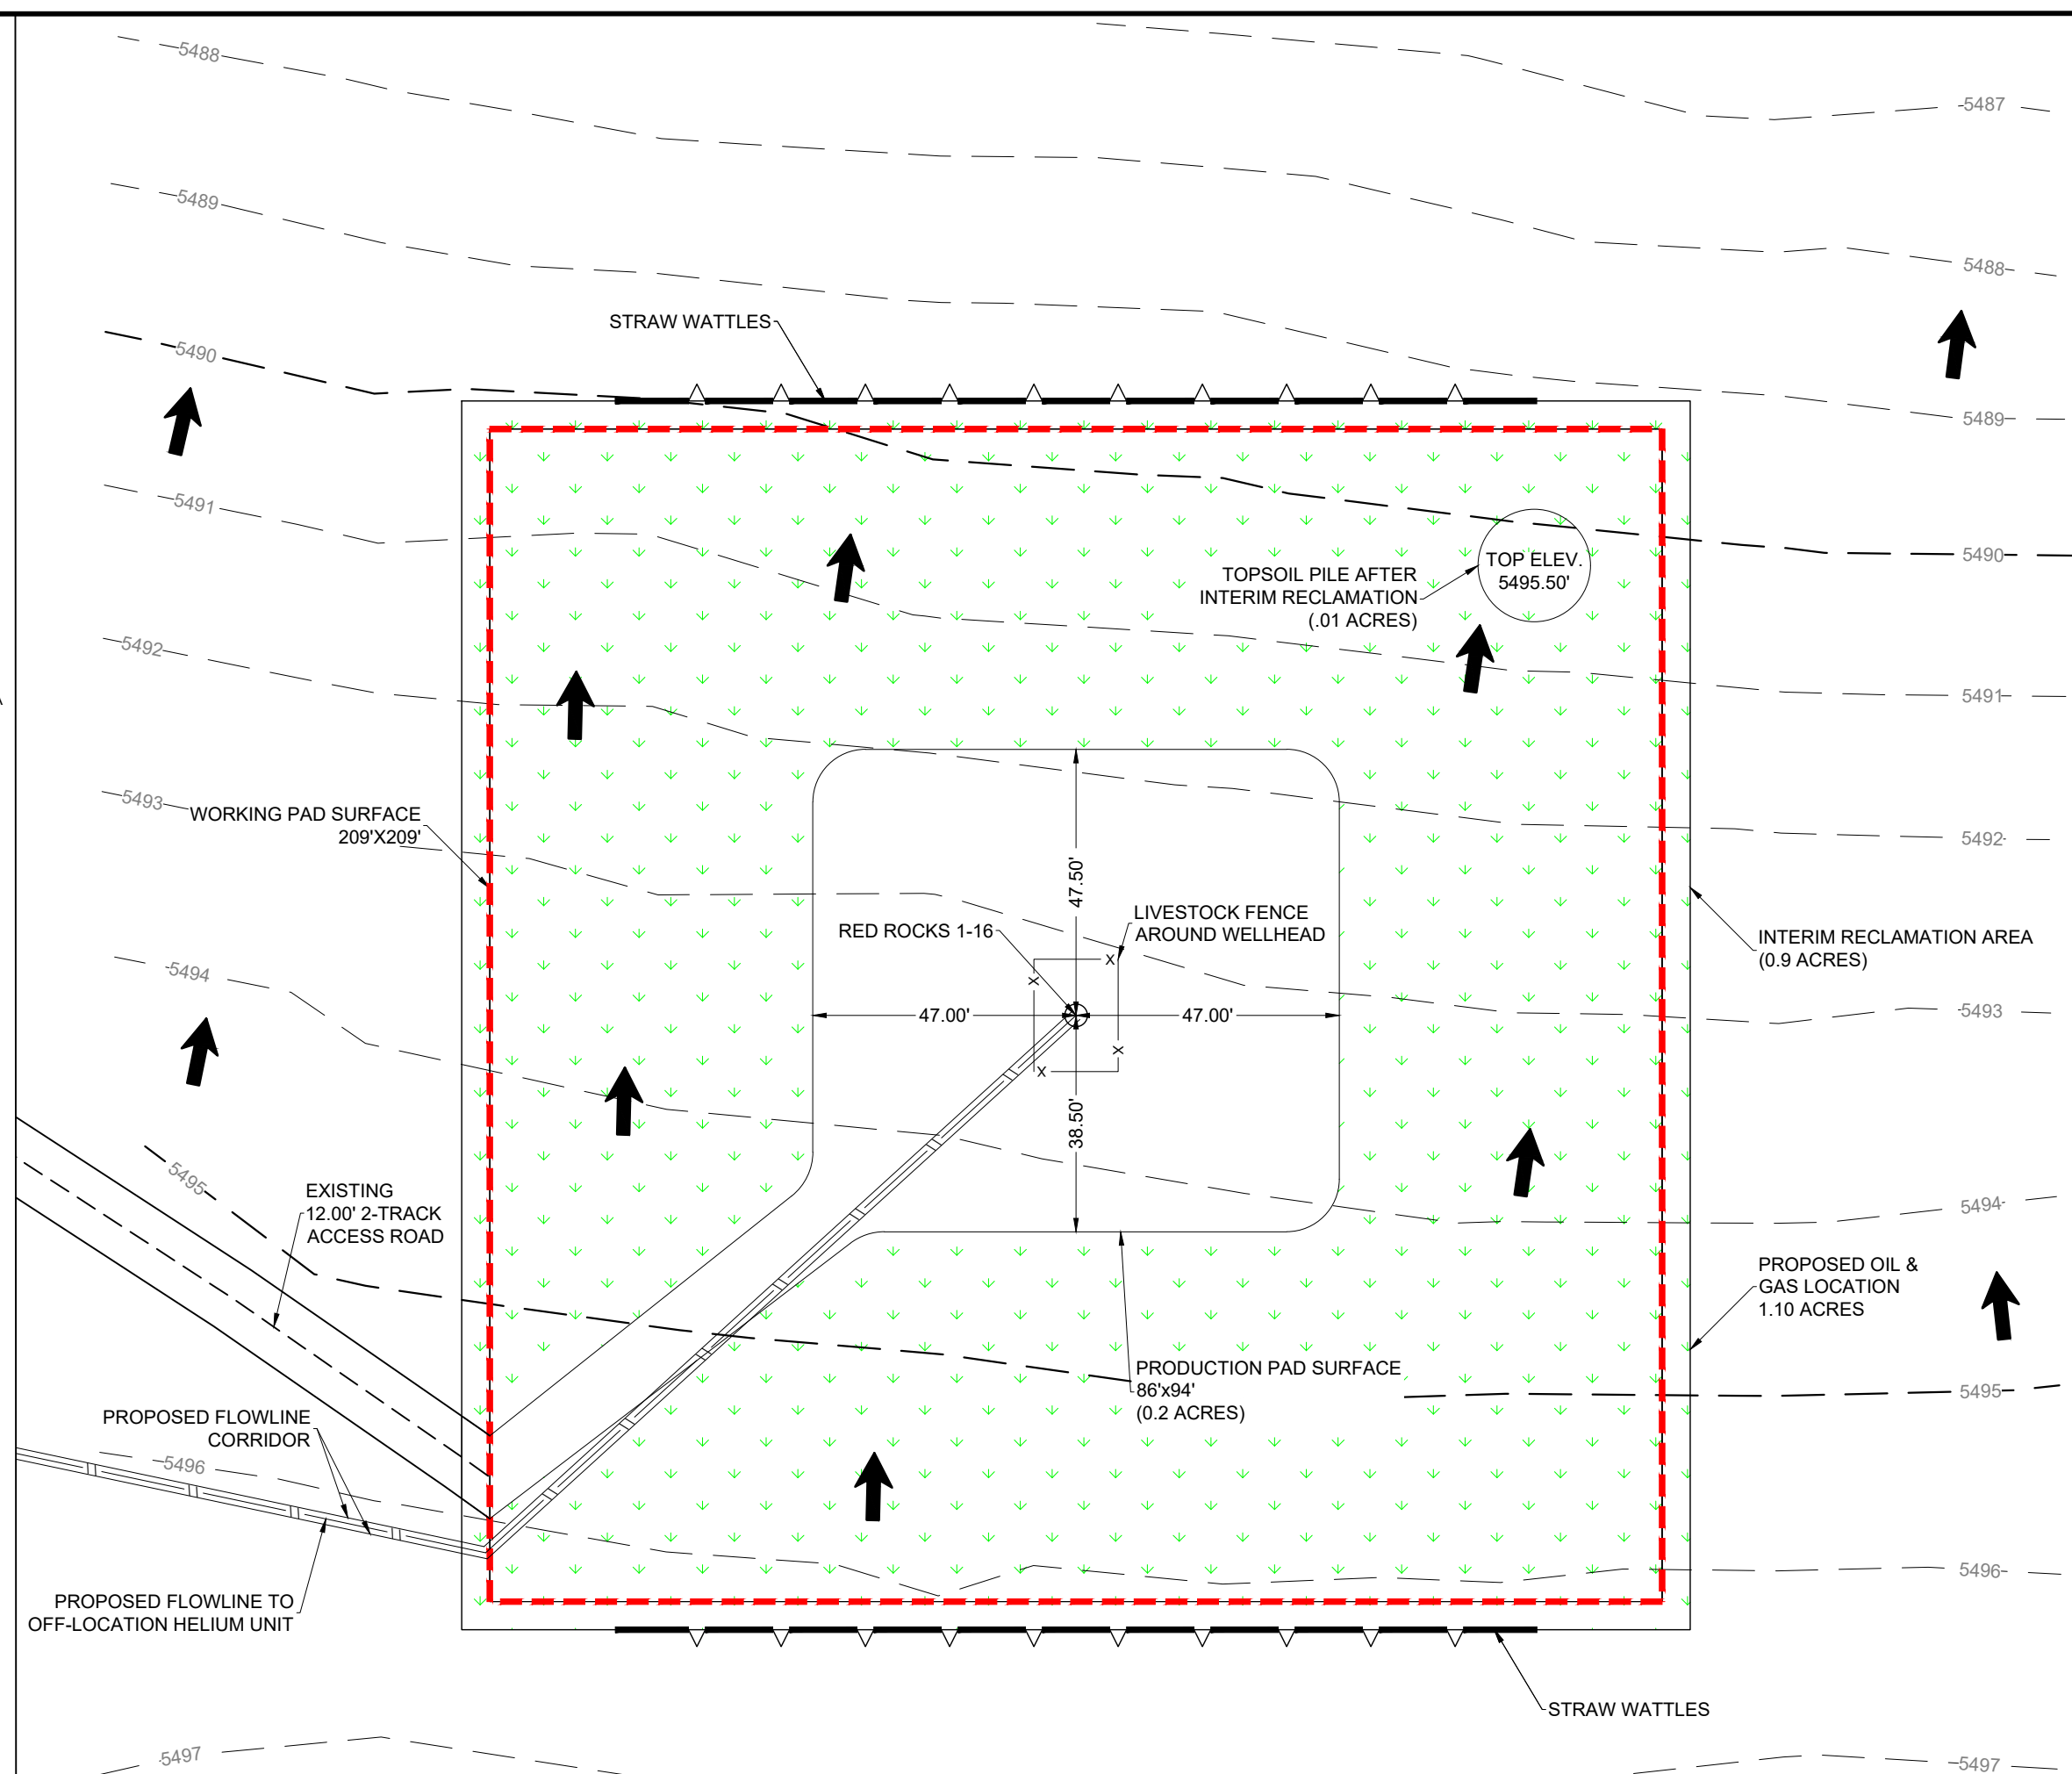 5488
5487
5489
5488
STRAW WATTLES
5490
5489
5491
5490
TOP ELEV.
5495.50'
TOPSOIL PILE AFTER
INTERIM RECLAMATION
(.01 ACRES)
5492
5491
5493
WORKING PAD SURFACE
209'X209'
5492
47.50'
LIVESTOCK FENCE
AROUND WELLHEAD
RED ROCKS 1-16
INTERIM RECLAMATION AREA
(0.9 ACRES)
X
X
5494
47.00'
47.00'
5493
X
X
38.50'
5495
EXISTING
12.00' 2-TRACK
ACCESS ROAD
5494
PROPOSED OIL &
GAS LOCATION
1.10 ACRES
PRODUCTION PAD SURFACE
86'x94'
(0.2 ACRES)
5495
PROPOSED FLOWLINE
CORRIDOR
5496
5496
PROPOSED FLOWLINE TO
OFF-LOCATION HELIUM UNIT
STRAW WATTLES
5497
5497